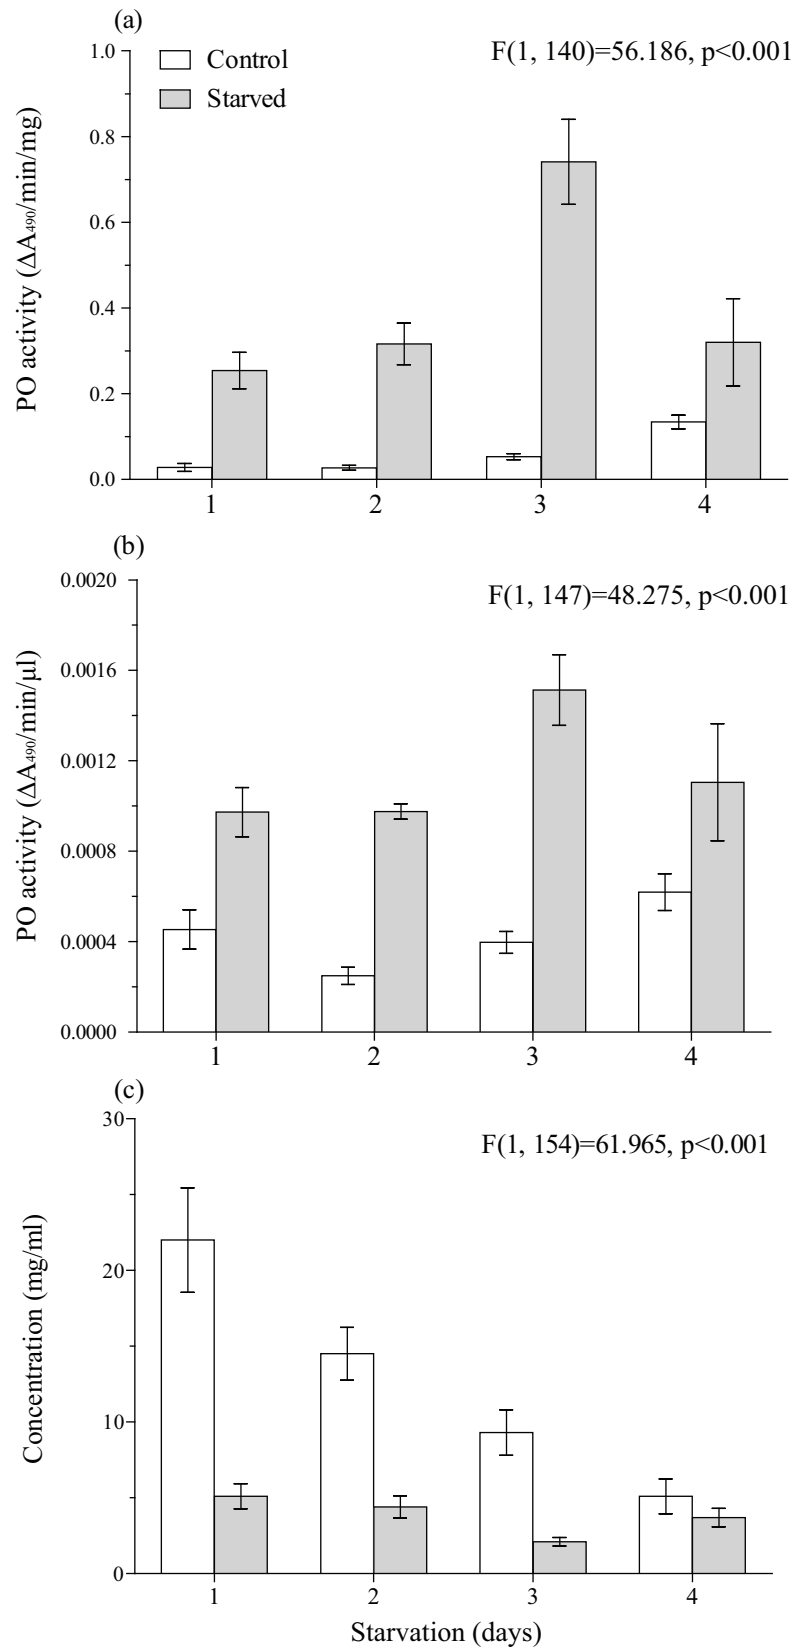 (a)
F(1, 140)=56.186, p<0.001
Control
Starved
PO activity (ΔA₄₉₀/min/mg)
1.0
0.8
0.6
0.4
0.2
0.0
1 2 3 4
(b)
F(1, 147)=48.275, p<0.001
PO activity (ΔA₄₉₀/min/µl)
0.0020
0.0016
0.0012
0.0008
0.0004
0.0000
1 2 3 4
(c)
F(1, 154)=61.965, p<0.001
Concentration (mg/ml)
30
20
10
0
1 2 3 4
Starvation (days)